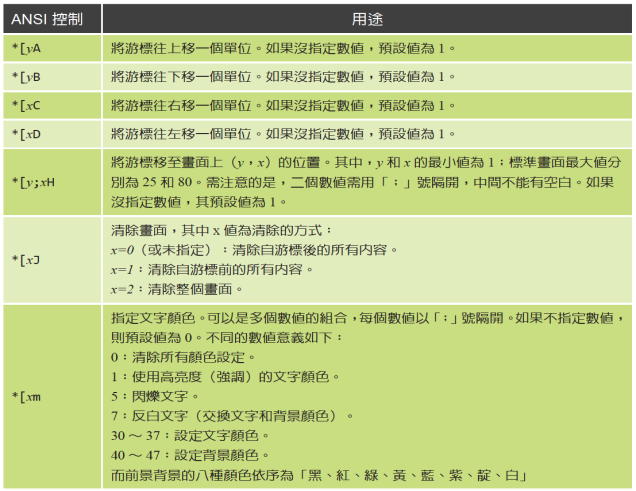 ANSI 控制 用途
*[yA 將游標往上移一個單位。如果沒指定數值，預設值為 1。
*[yB 將游標往下移一個單位。如果沒指定數值，預設值為 1。
*[xC 將游標往右移一個單位。如果沒指定數值，預設值為 1。
*[xD 將游標往左移一個單位。如果沒指定數值，預設值為 1。
將游標移至畫面上（y，x）的位置。其中，y 和 x 的最小值為 1；標準畫面最大值分
*[y;xH 別為 25 和 80。需注意的是，二個數值需用「；」號隔開，中間不能有空白。如果
沒指定數值，其預設值為 1。
清除畫面，其中 x 值為清除的方式：
x=0（或未指定）：清除自游標後的所有內容。
*[xJ
x=1：清除自游標前的所有內容。
x=2：清除整個畫面。
指定文字顏色。可以是多個數值的組合，每個數值以「；」號隔開。如果不指定數值，
則預設值為 0。不同的數值意義如下：
0：清除所有顏色設定。
1：使用高亮度（強調）的文字顏色。
*[xm 5：閃爍文字。
7：反白文字（交換文字和背景顏色）。
30 ～ 37：設定文字顏色。
40 ～ 47：設定背景顏色。
而前景背景的八種顏色依序為「黑、紅、綠、黃、藍、紫、靛、白」